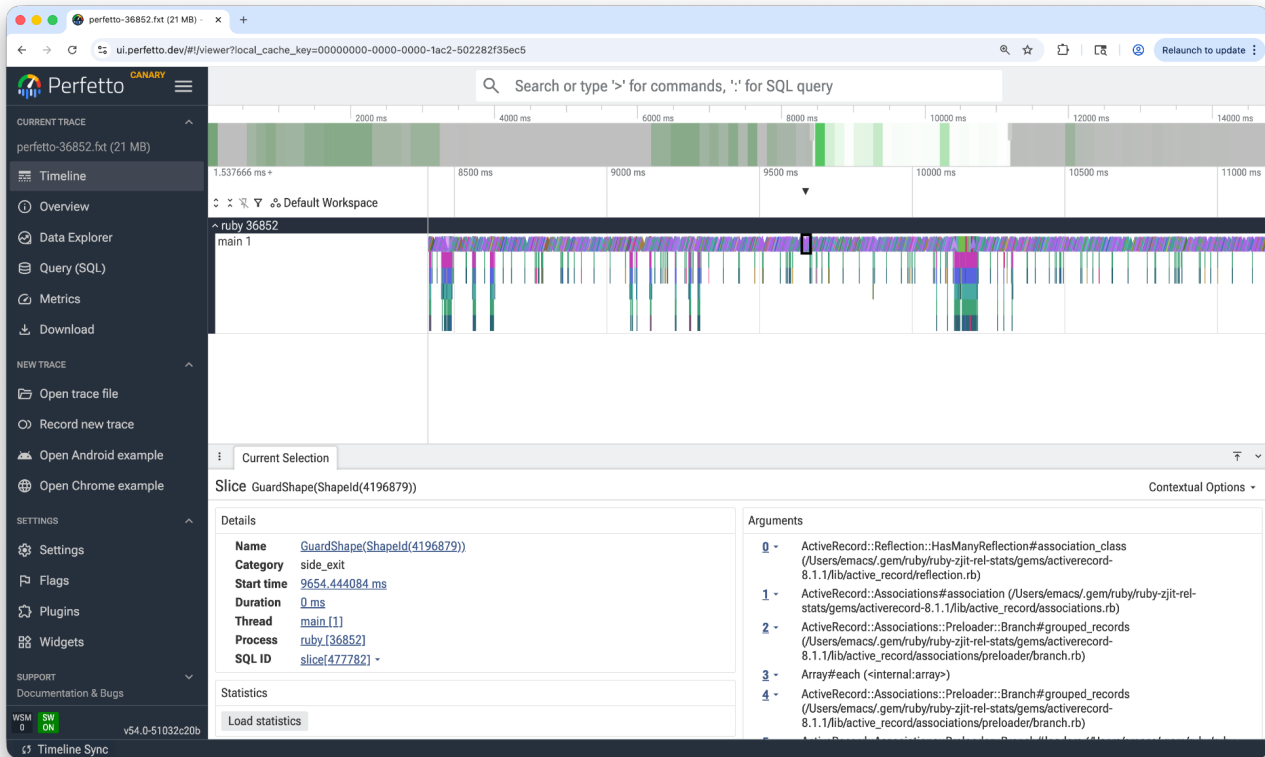 perfetto-36852.fxt (21 MB) -
ui.perfetto.dev/#!/viewer?local_cache_key=00000000-0000-0000-1ac2-502282f35ec5
Relaunch to update
Perfetto
CANARY
Search or type '>' for commands, ':' for SQL query
CURRENT TRACE
perfetto-36852.fxt (21 MB)
Timeline
Overview
Data Explorer
Query (SQL)
Metrics
Download
NEW TRACE
Open trace file
Record new trace
Open Android example
Open Chrome example
SETTINGS
Settings
Flags
Plugins
Widgets
SUPPORT
Documentation & Bugs
WSM
0
SW
ON
v54.0-51032c20b
Timeline Sync
2000 ms 4000 ms 6000 ms 8000 ms 10000 ms 12000 ms 14000 ms
1.537666 ms+ 8500 ms 9000 ms 9500 ms 10000 ms 10500 ms 11000 ms
Default Workspace
ruby 36852
main 1
Current Selection
Slice GuardShape(ShapeId(4196879))
Contextual Options
Details
Name GuardShape(ShapeId(4196879))
Category side_exit
Start time 9654.444084 ms
Duration 0 ms
Thread main [1]
Process ruby [36852]
SQL ID slice[477782]
Statistics
Load statistics
Arguments
0 ActiveRecord::Reflection::HasManyReflection#association_class
(/Users/emacs/.gem/ruby/ruby-zjit-rel-stats/gems/activerecord-
8.1.1/lib/active_record/reflection.rb)
1 ActiveRecord::Associations#association (/Users/emacs/.gem/ruby/ruby-zjit-rel-
stats/gems/activerecord-8.1.1/lib/active_record/associations.rb)
2 ActiveRecord::Associations::Preloader::Branch#grouped_records
(/Users/emacs/.gem/ruby/ruby-zjit-rel-stats/gems/activerecord-
8.1.1/lib/active_record/associations/preloader/branch.rb)
3 Array#each (<internal:array>)
4 ActiveRecord::Associations::Preloader::Branch#grouped_records
(/Users/emacs/.gem/ruby/ruby-zjit-rel-stats/gems/activerecord-
8.1.1/lib/active_record/associations/preloader/branch.rb)